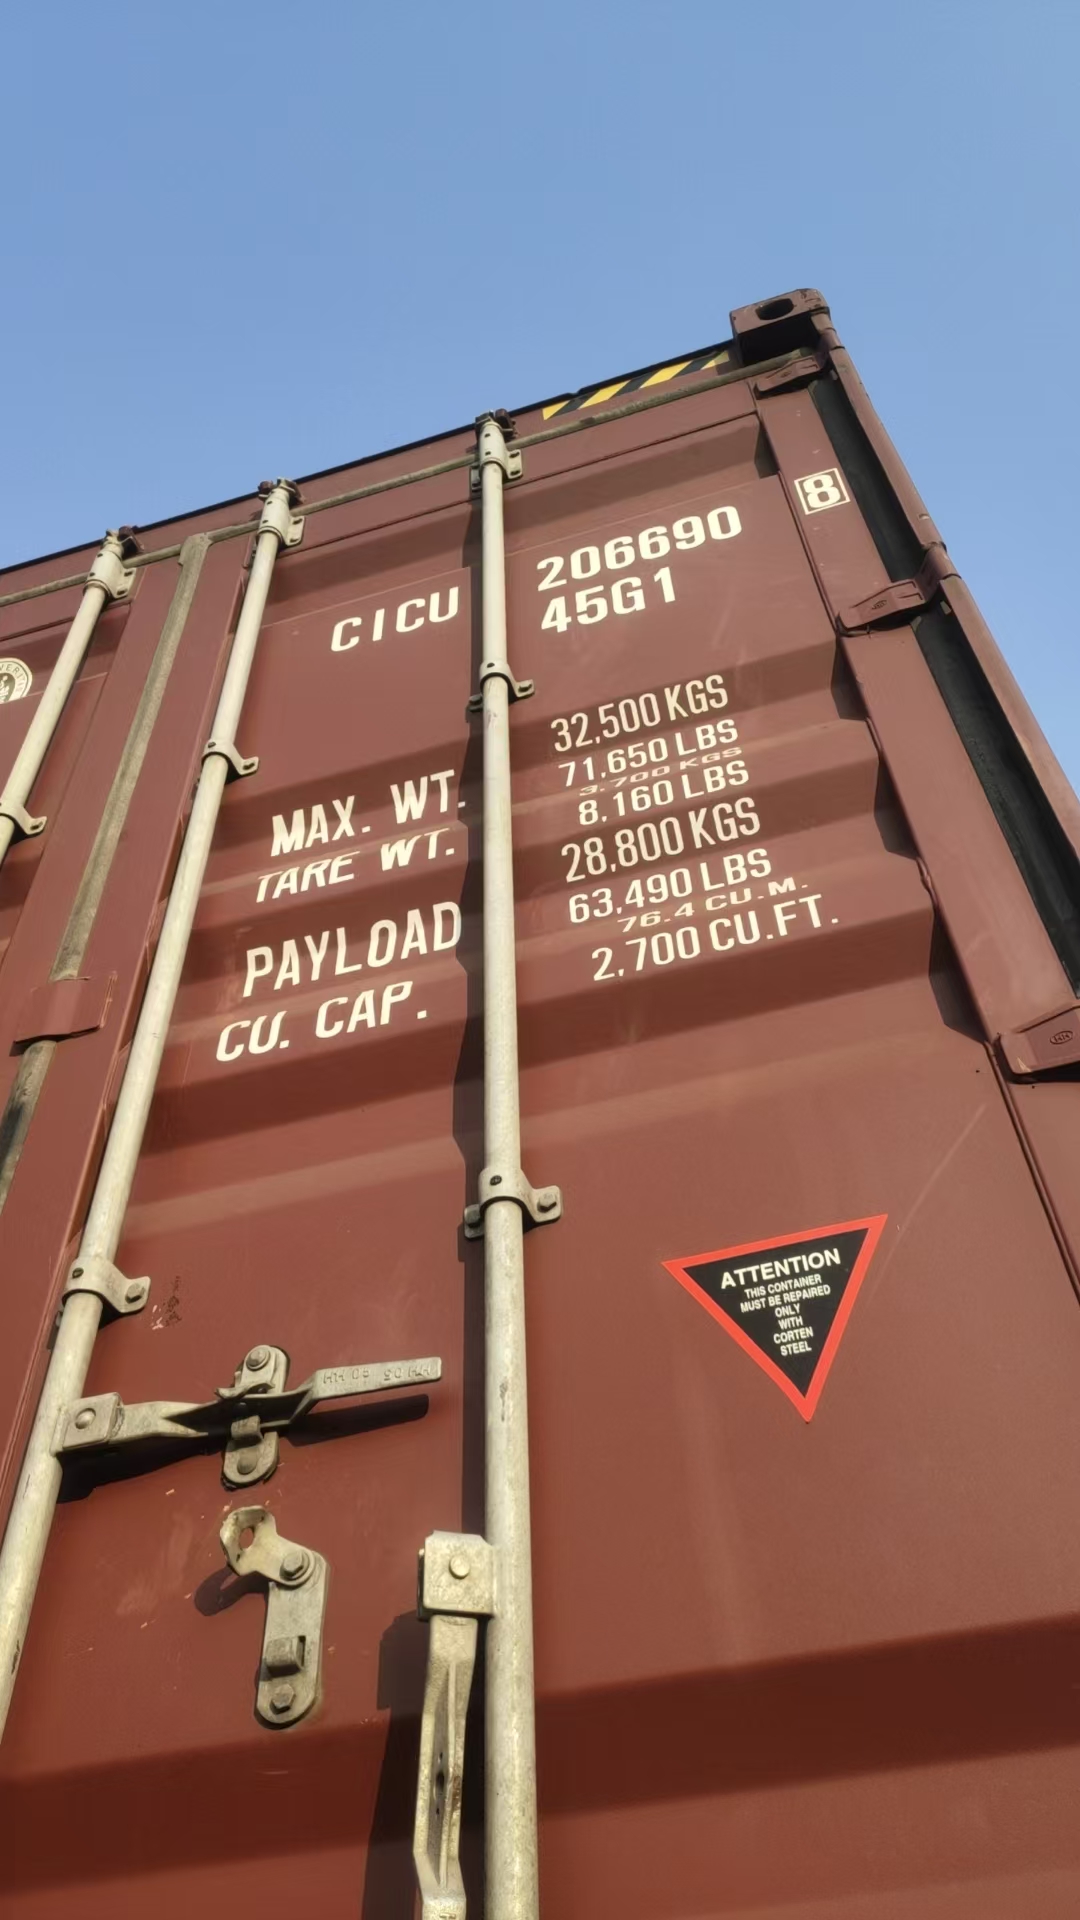 CICU 206690 8
45G1
MAX. WT. 32,500 KGS
71,650 LBS
TARE WT. 3,700 KGS
8,160 LBS
PAYLOAD 28,800 KGS
63,490 LBS
CU. CAP. 76.4 CU.M.
2,700 CU.FT.
ATTENTION
THIS CONTAINER
MUST BE REPAIRED
ONLY
WITH
CORTEN
STEEL